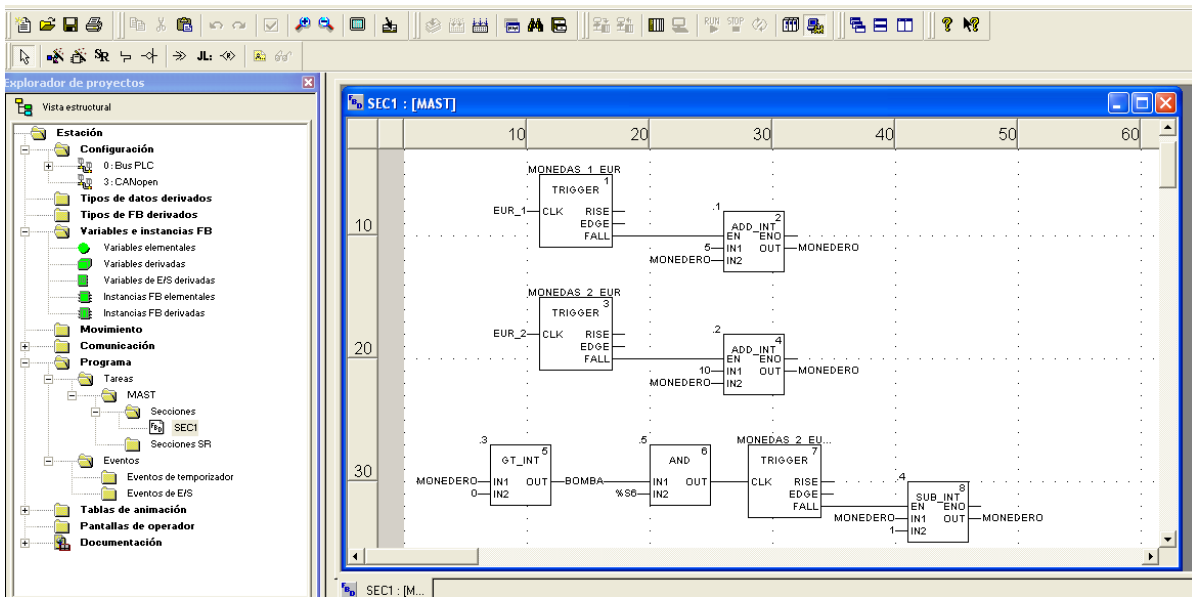 RUN STOP
SR JL:
Explorador de proyectos
Vista estructural
Estación
Configuración
0: Bus PLC
3: CANopen
Tipos de datos derivados
Tipos de FB derivados
Variables e instancias FB
Variables elementales
Variables derivadas
Variables de E/S derivadas
Instancias FB elementales
Instancias FB derivadas
Movimiento
Comunicación
Programa
Tareas
MAST
Secciones
SEC1
Secciones SR
Eventos
Eventos de temporizador
Eventos de E/S
Tablas de animación
Pantallas de operador
Documentación
SEC1 : [MAST]
10 20 30 40 50 60
MONEDAS_1_EUR
1
TRIGGER
EUR_1 CLK RISE
EDGE
FALL
10
.1
2
ADD_INT
EN ENO
5 IN1 OUT MONEDERO
MONEDERO IN2
MONEDAS_2_EUR
3
TRIGGER
EUR_2 CLK RISE
EDGE
FALL
20
.2
4
ADD_INT
EN ENO
10 IN1 OUT MONEDERO
MONEDERO IN2
30
.3
5
GT_INT
MONEDERO IN1 OUT BOMBA
0 IN2
.5
6
AND
IN1 OUT
%S6 IN2
MONEDAS_2_EU...
7
TRIGGER
CLK RISE
EDGE
FALL
.4
8
SUB_INT
EN ENO
MONEDERO IN1 OUT MONEDERO
1 IN2
SEC1 : [M...